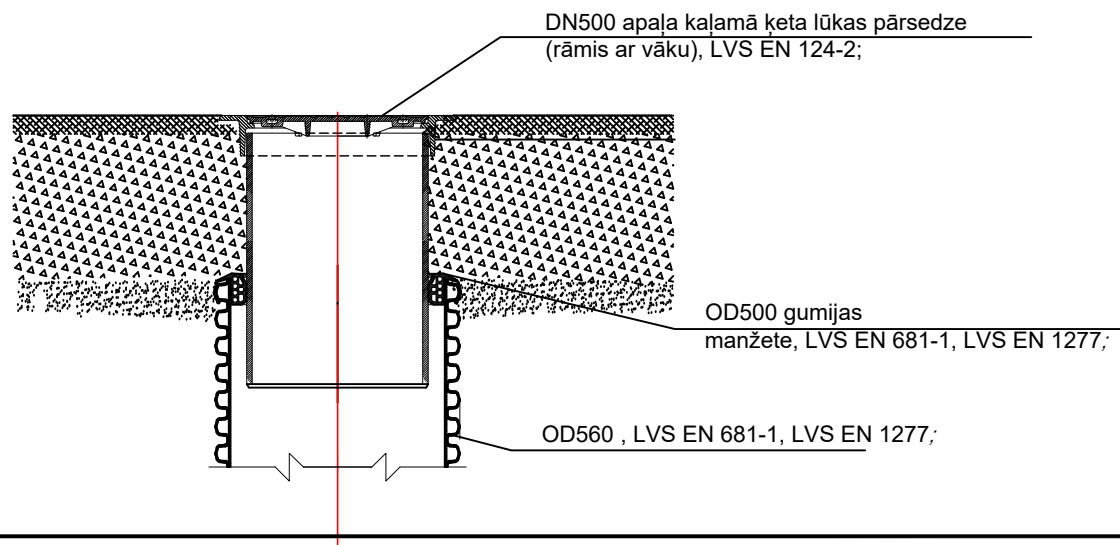 DN500 apaļa kaļamā ķeta lūkas pārsedze
(rāmis ar vāku), LVS EN 124-2;
OD500 gumijas
manžete, LVS EN 681-1, LVS EN 1277;
OD560 , LVS EN 681-1, LVS EN 1277;